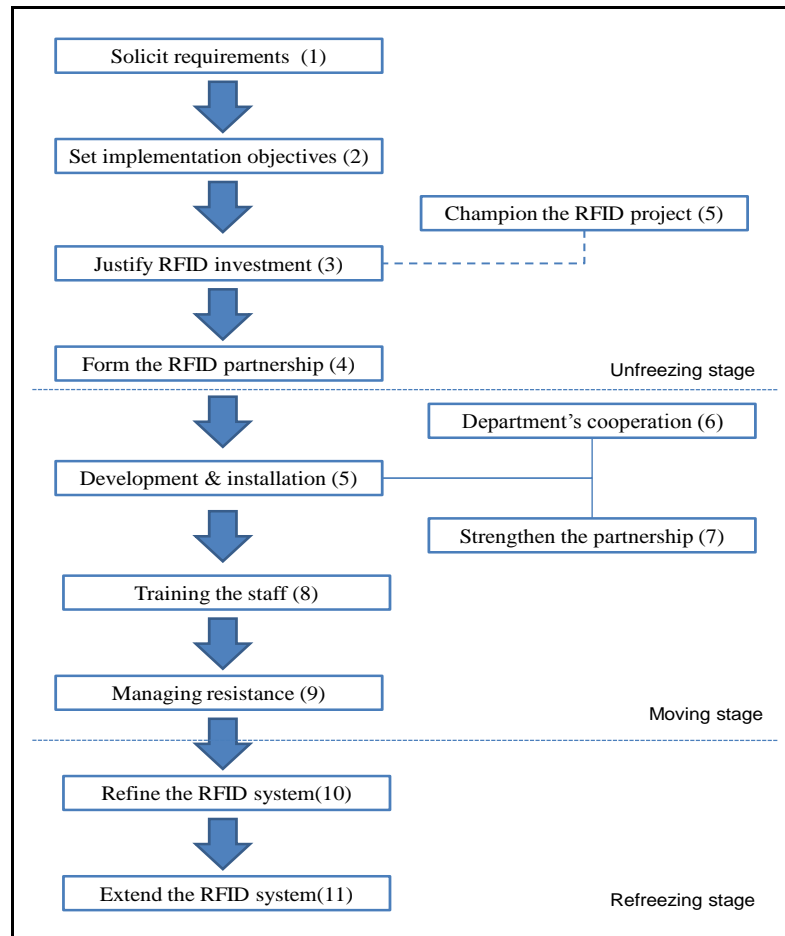 Solicit requirements  (1)
Set implementation objectives (2)
Champion the RFID project (5)
Justify RFID investment (3)
Form the RFID partnership (4)
Unfreezing stage
Department’s cooperation (6)
Development & installation (5)
Strengthen the partnership (7)
Training the staff (8)
Managing resistance (9)
Moving stage
Refine the RFID system(10)
Extend the RFID system(11)
Refreezing stage